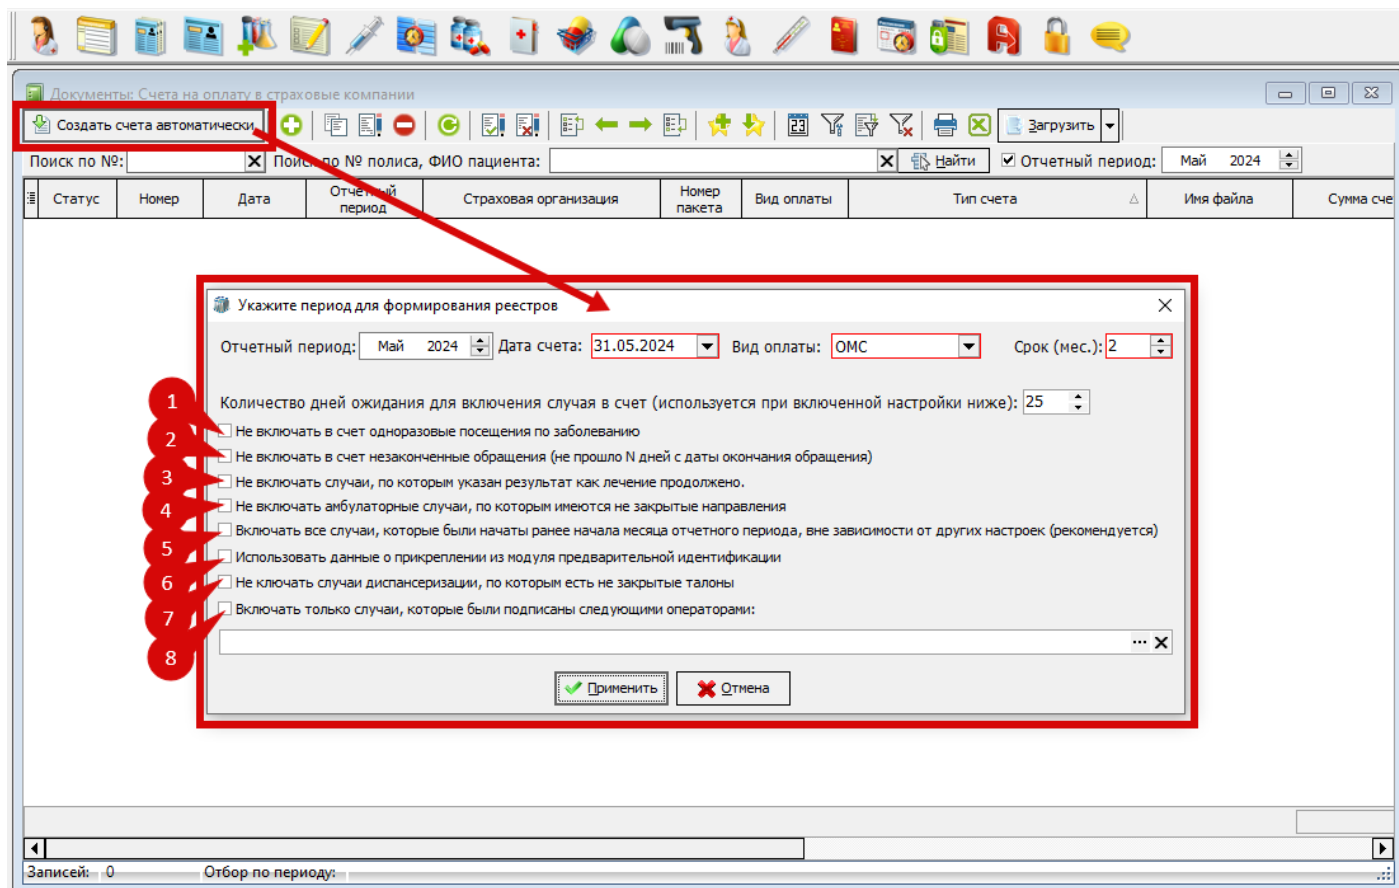 Документы: Счета на оплату в страховые компании
Создать счета автоматически
23
Загрузить
Поиск по №:
Поиск по № полиса, ФИО пациента:
Найти
Отчетный период:
Май 2024
Статус
Номер
Дата
Отчетный период
Страховая организация
Номер пакета
Вид оплаты
Тип счета
Имя файла
Сумма сче
Укажите период для формирования реестров
Отчетный период: Май 2024 Дата счета: 31.05.2024 Вид оплаты: ОМС Срок (мес.): 2
Количество дней ожидания для включения случая в счет (используется при включенной настройки ниже): 25
1
Не включать в счет одноразовые посещения по заболеванию
2
Не включать в счет незаконченные обращения (не прошло N дней с даты окончания обращения)
3
Не включать случаи, по которым указан результат как лечение продолжено.
4
Не включать амбулаторные случаи, по которым имеются не закрытые направления
5
Включать все случаи, которые были начаты ранее начала месяца отчетного периода, вне зависимости от других настроек (рекомендуется)
6
Использовать данные о прикреплении из модуля предварительной идентификации
7
Не ключать случаи диспансеризации, по которым есть не закрытые талоны
8
Включать только случаи, которые были подписаны следующими операторами:
Применить
Отмена
Записей: 0
Отбор по периоду: